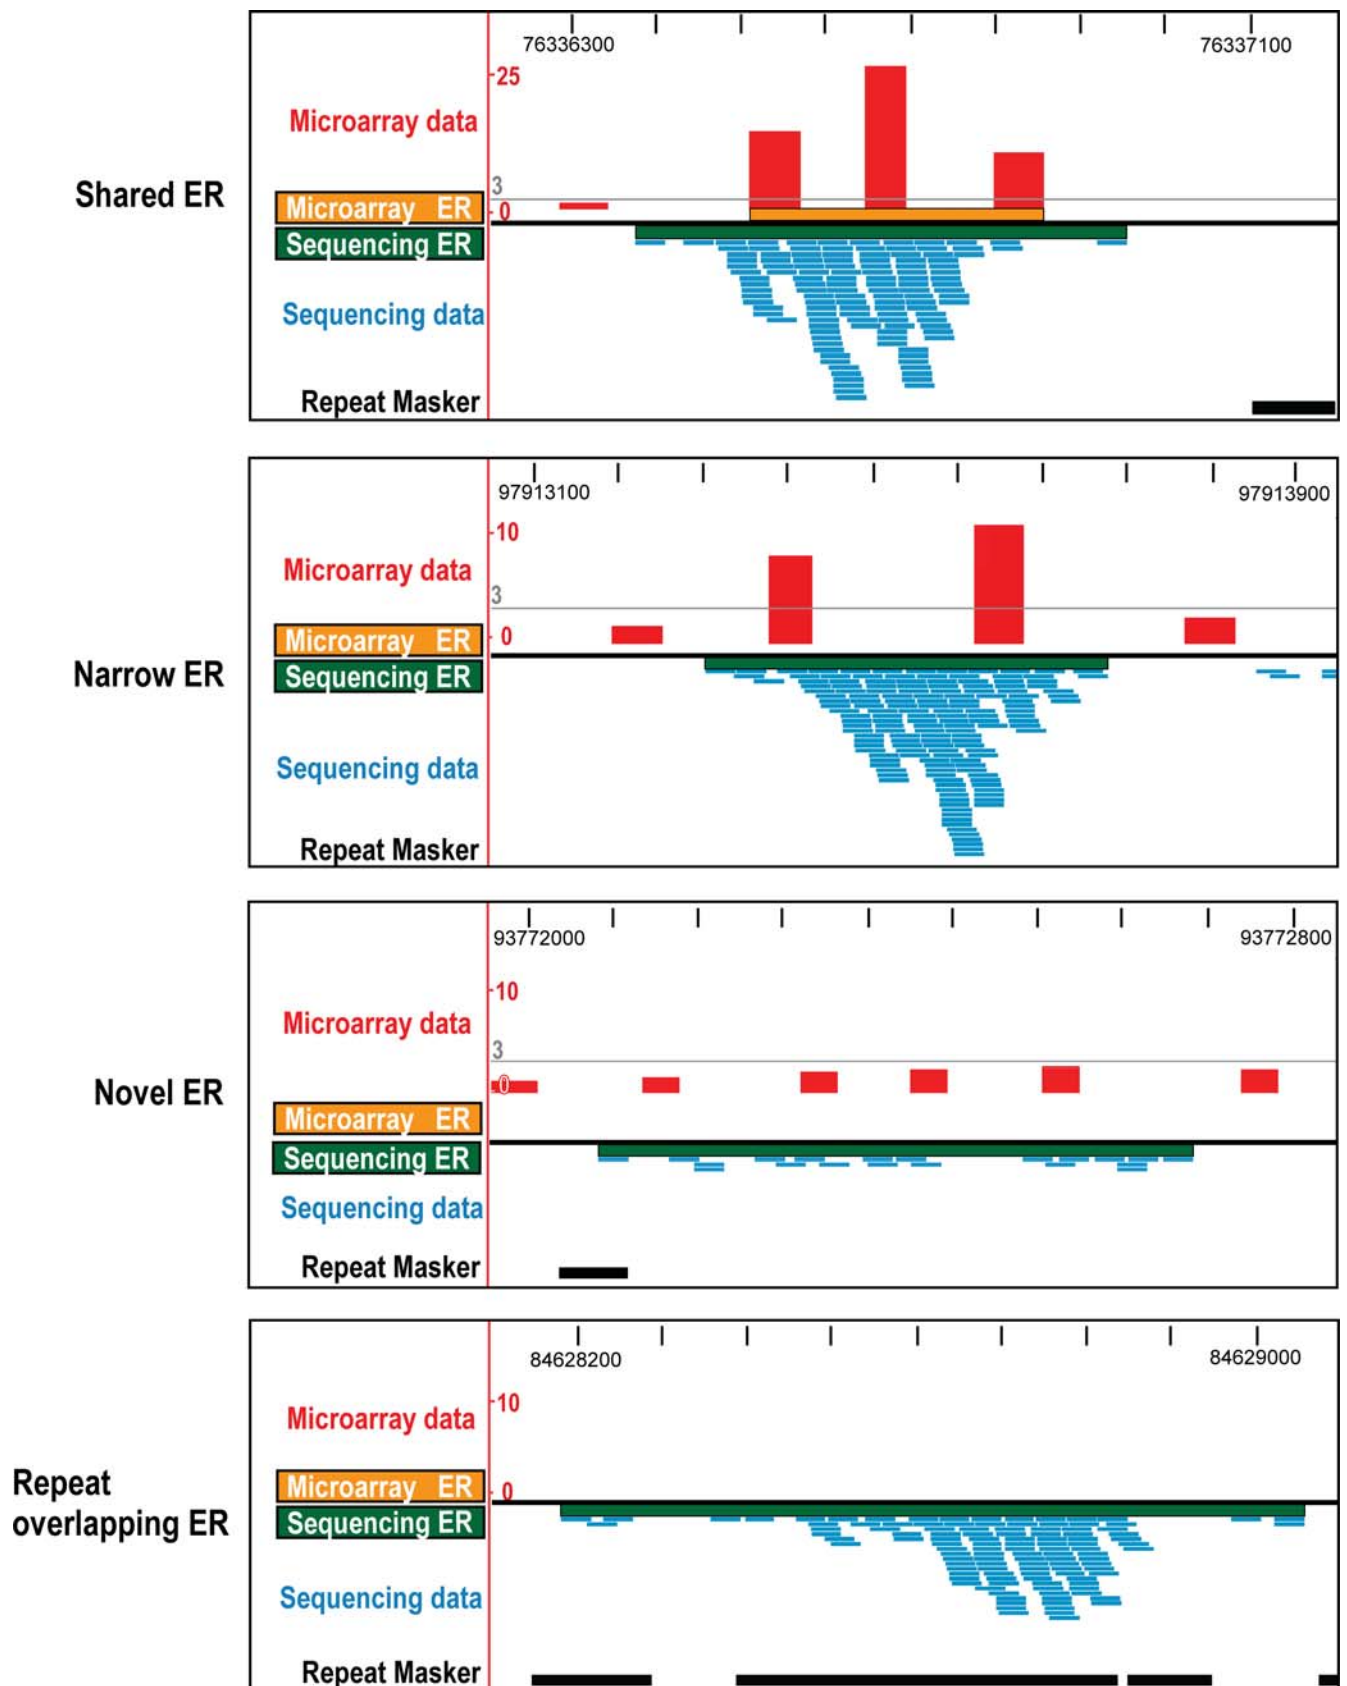 76336300 76337100
25
Microarray data
Shared ER
3
Microarray ER
0
Sequencing ER
Sequencing data
Repeat Masker
97913100 97913900
10
Microarray data
3
Microarray ER
0
Narrow ER
Sequencing ER
Sequencing data
Repeat Masker
93772000 93772800
10
Microarray data
3
0
Novel ER
Microarray ER
Sequencing ER
Sequencing data
Repeat Masker
84628200 84629000
10
Microarray data
Repeat
overlapping ER
Microarray ER
0
Sequencing ER
Sequencing data
Repeat Masker